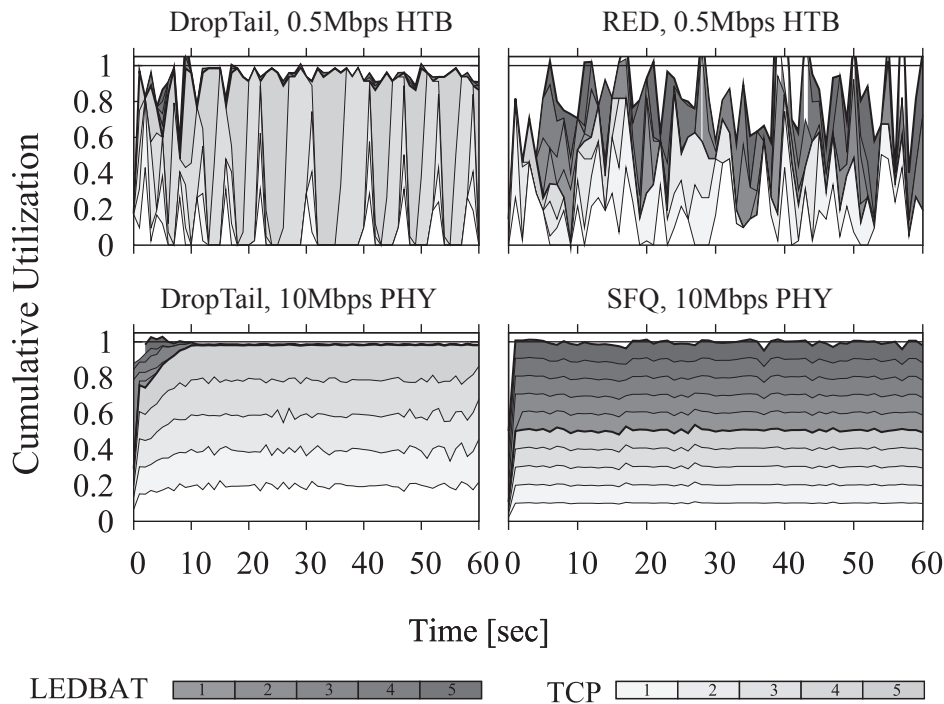 DropTail, 0.5Mbps HTB
RED, 0.5Mbps HTB
1
0.8
0.6
0.4
0.2
0
Cumulative Utilization
DropTail, 10Mbps PHY
SFQ, 10Mbps PHY
1
0.8
0.6
0.4
0.2
0
0 10 20 30 40 50 60 0 10 20 30 40 50 60
Time [sec]
LEDBAT 1 2 3 4 5
TCP 1 2 3 4 5